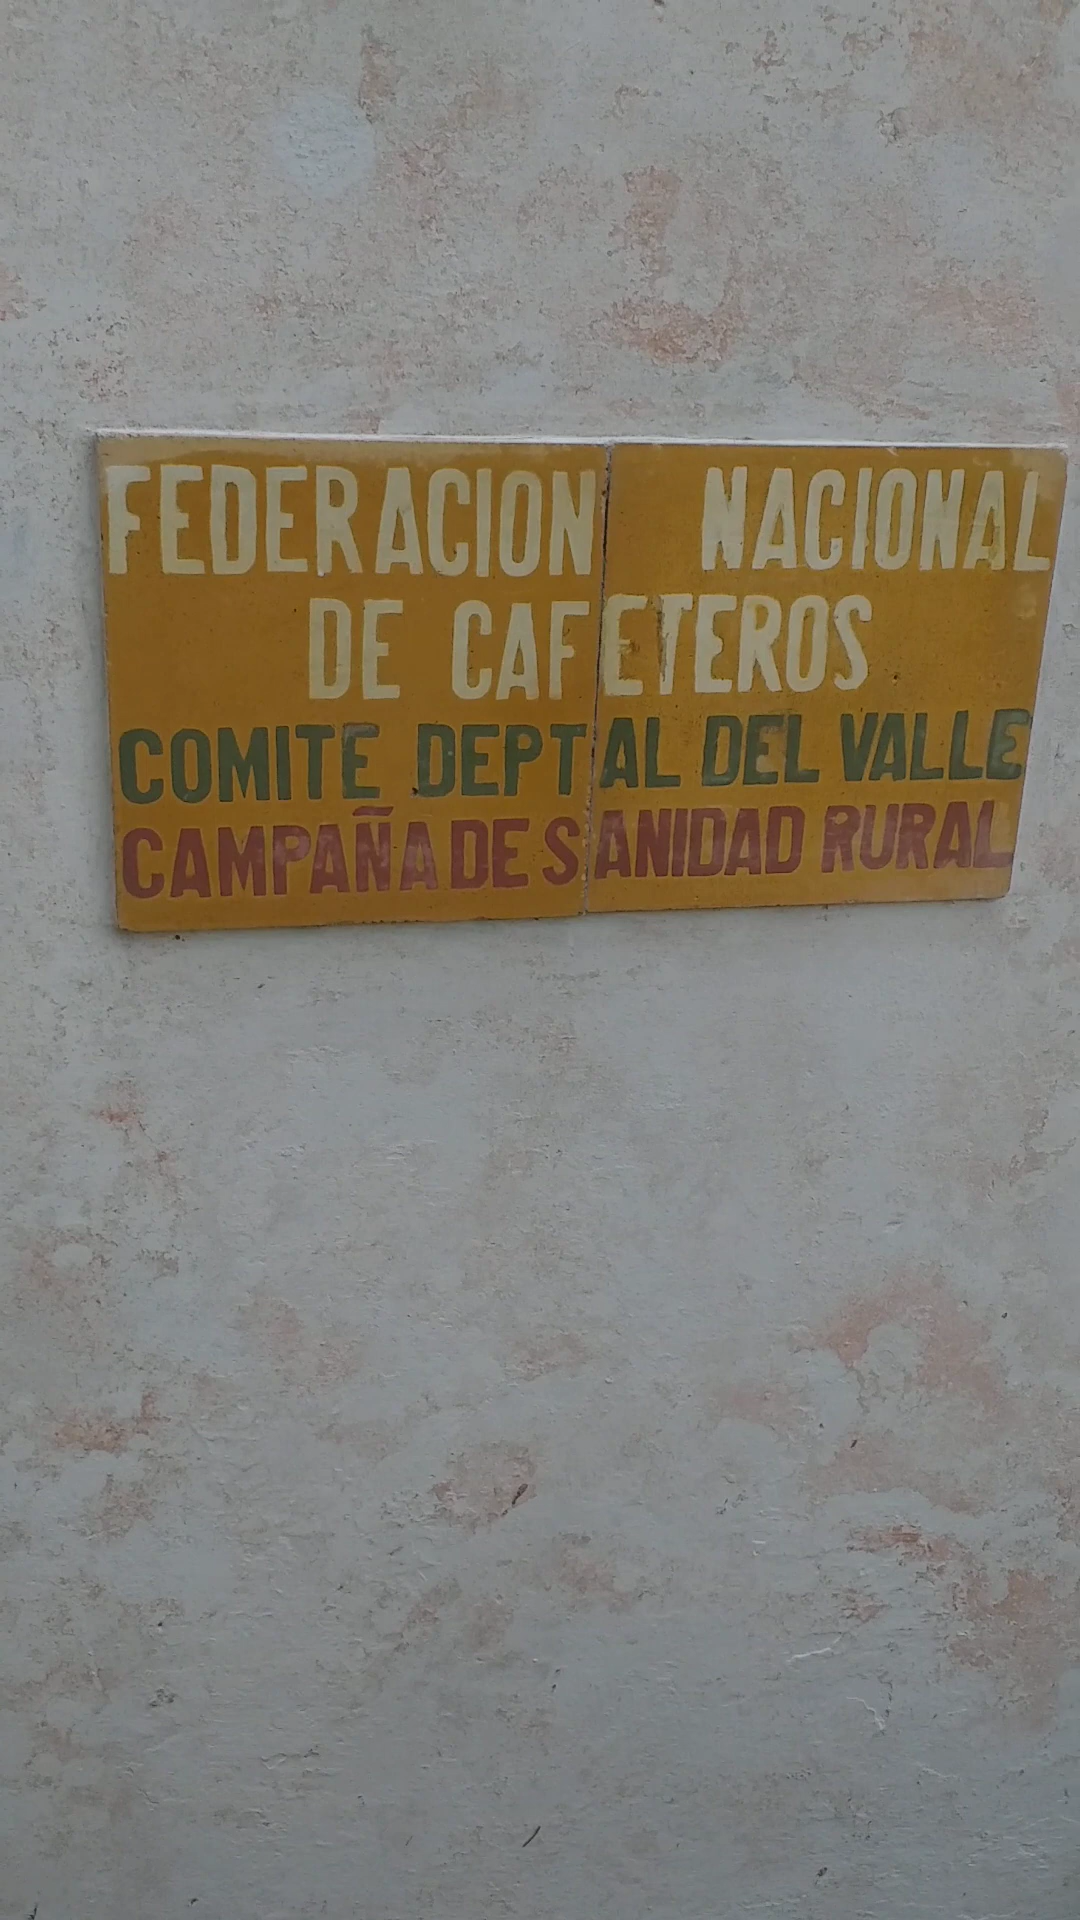 FEDERACION NACIONAL
DE CAFETEROS
COMITE DEPTAL DEL VALLE
CAMPAÑA DE SANIDAD RURAL